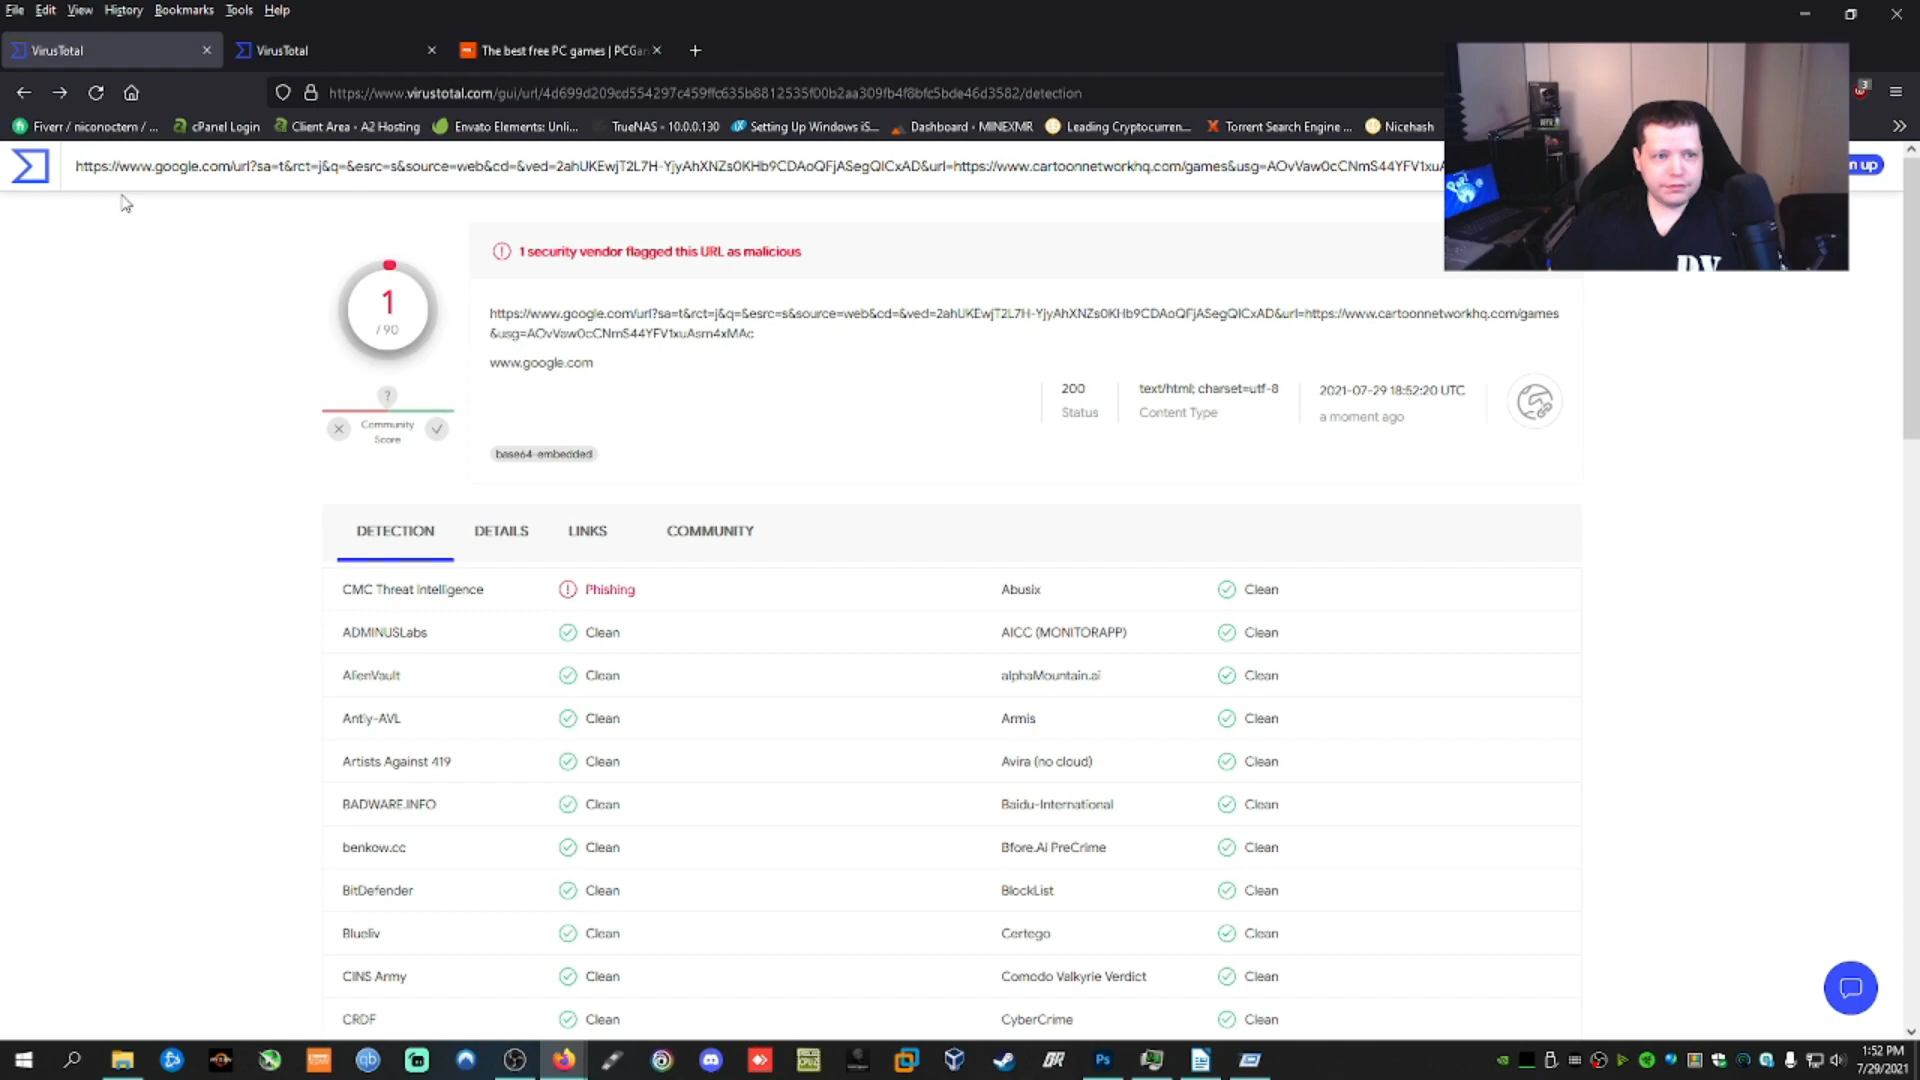 File Edit View History Bookmarks Tools Help
VirusTotal
VirusTotal
The best free PC games | PCGa
https://www.virustotal.com/gui/url/4d699d209cd554297c459ffc635b8812535f00b2aa309fb4f8bfc5bde46d3582/detection
3
Fiverr / niconoctem / ... cPanel Login Client Area - A2 Hosting Envato Elements: Unli... TrueNAS - 10.0.0.130 Setting Up Windows iS... Dashboard - MINEXMR Leading Cryptocurren... Torrent Search Engine ... Nicehash
https://www.google.com/url?sa=t&rct=j&q=&esrc=s&source=web&cd=&ved=2ahUKEwjT2L7H-YjyAhXNZs0KHb9CDAoQFjASegQICxAD&url=https://www.cartoonnetworkhq.com/games&usg=AOvVaw0cCNmS44YFV1xuA
n up
1 security vendor flagged this URL as malicious
1
/ 90
https://www.google.com/url?sa=t&rct=j&q=&esrc=s&source=web&cd=&ved=2ahUKEwjT2L7H-YjyAhXNZs0KHb9CDAoQFjASegQICxAD&url=https://www.cartoonnetworkhq.com/games
&usg=AOvVaw0cCNmS44YFV1xuAsm4xMAc
www.google.com
200
Status
text/html; charset=utf-8
Content Type
2021-07-29 18:52:20 UTC
a moment ago
?
Community
Score
base64-embedded
DETECTION DETAILS LINKS COMMUNITY
CMC Threat Intelligence Phishing Abusix Clean
ADMINUSLabs Clean AICC (MONITORAPP) Clean
AlienVault Clean alphaMountain.ai Clean
Antiy-AVL Clean Armis Clean
Artists Against 419 Clean Avira (no cloud) Clean
BADWARE.INFO Clean Baidu-International Clean
benkow.cc Clean Bfore.Ai PreCrime Clean
BitDefender Clean BlockList Clean
Blueliv Clean Certego Clean
CINS Army Clean Comodo Valkyrie Verdict Clean
CRDF Clean CyberCrime Clean
1:52 PM
7/29/2021